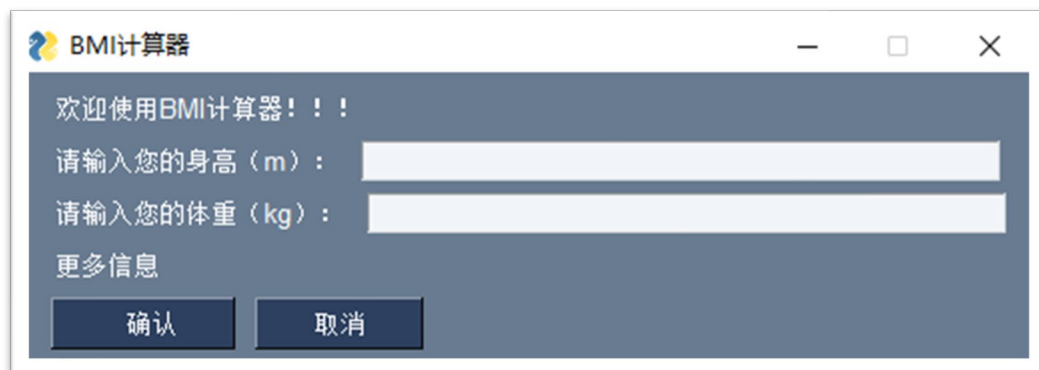 BMI计算器
欢迎使用BMI计算器！！！
请输入您的身高（m）：
请输入您的体重（kg）：
更多信息
确认 取消